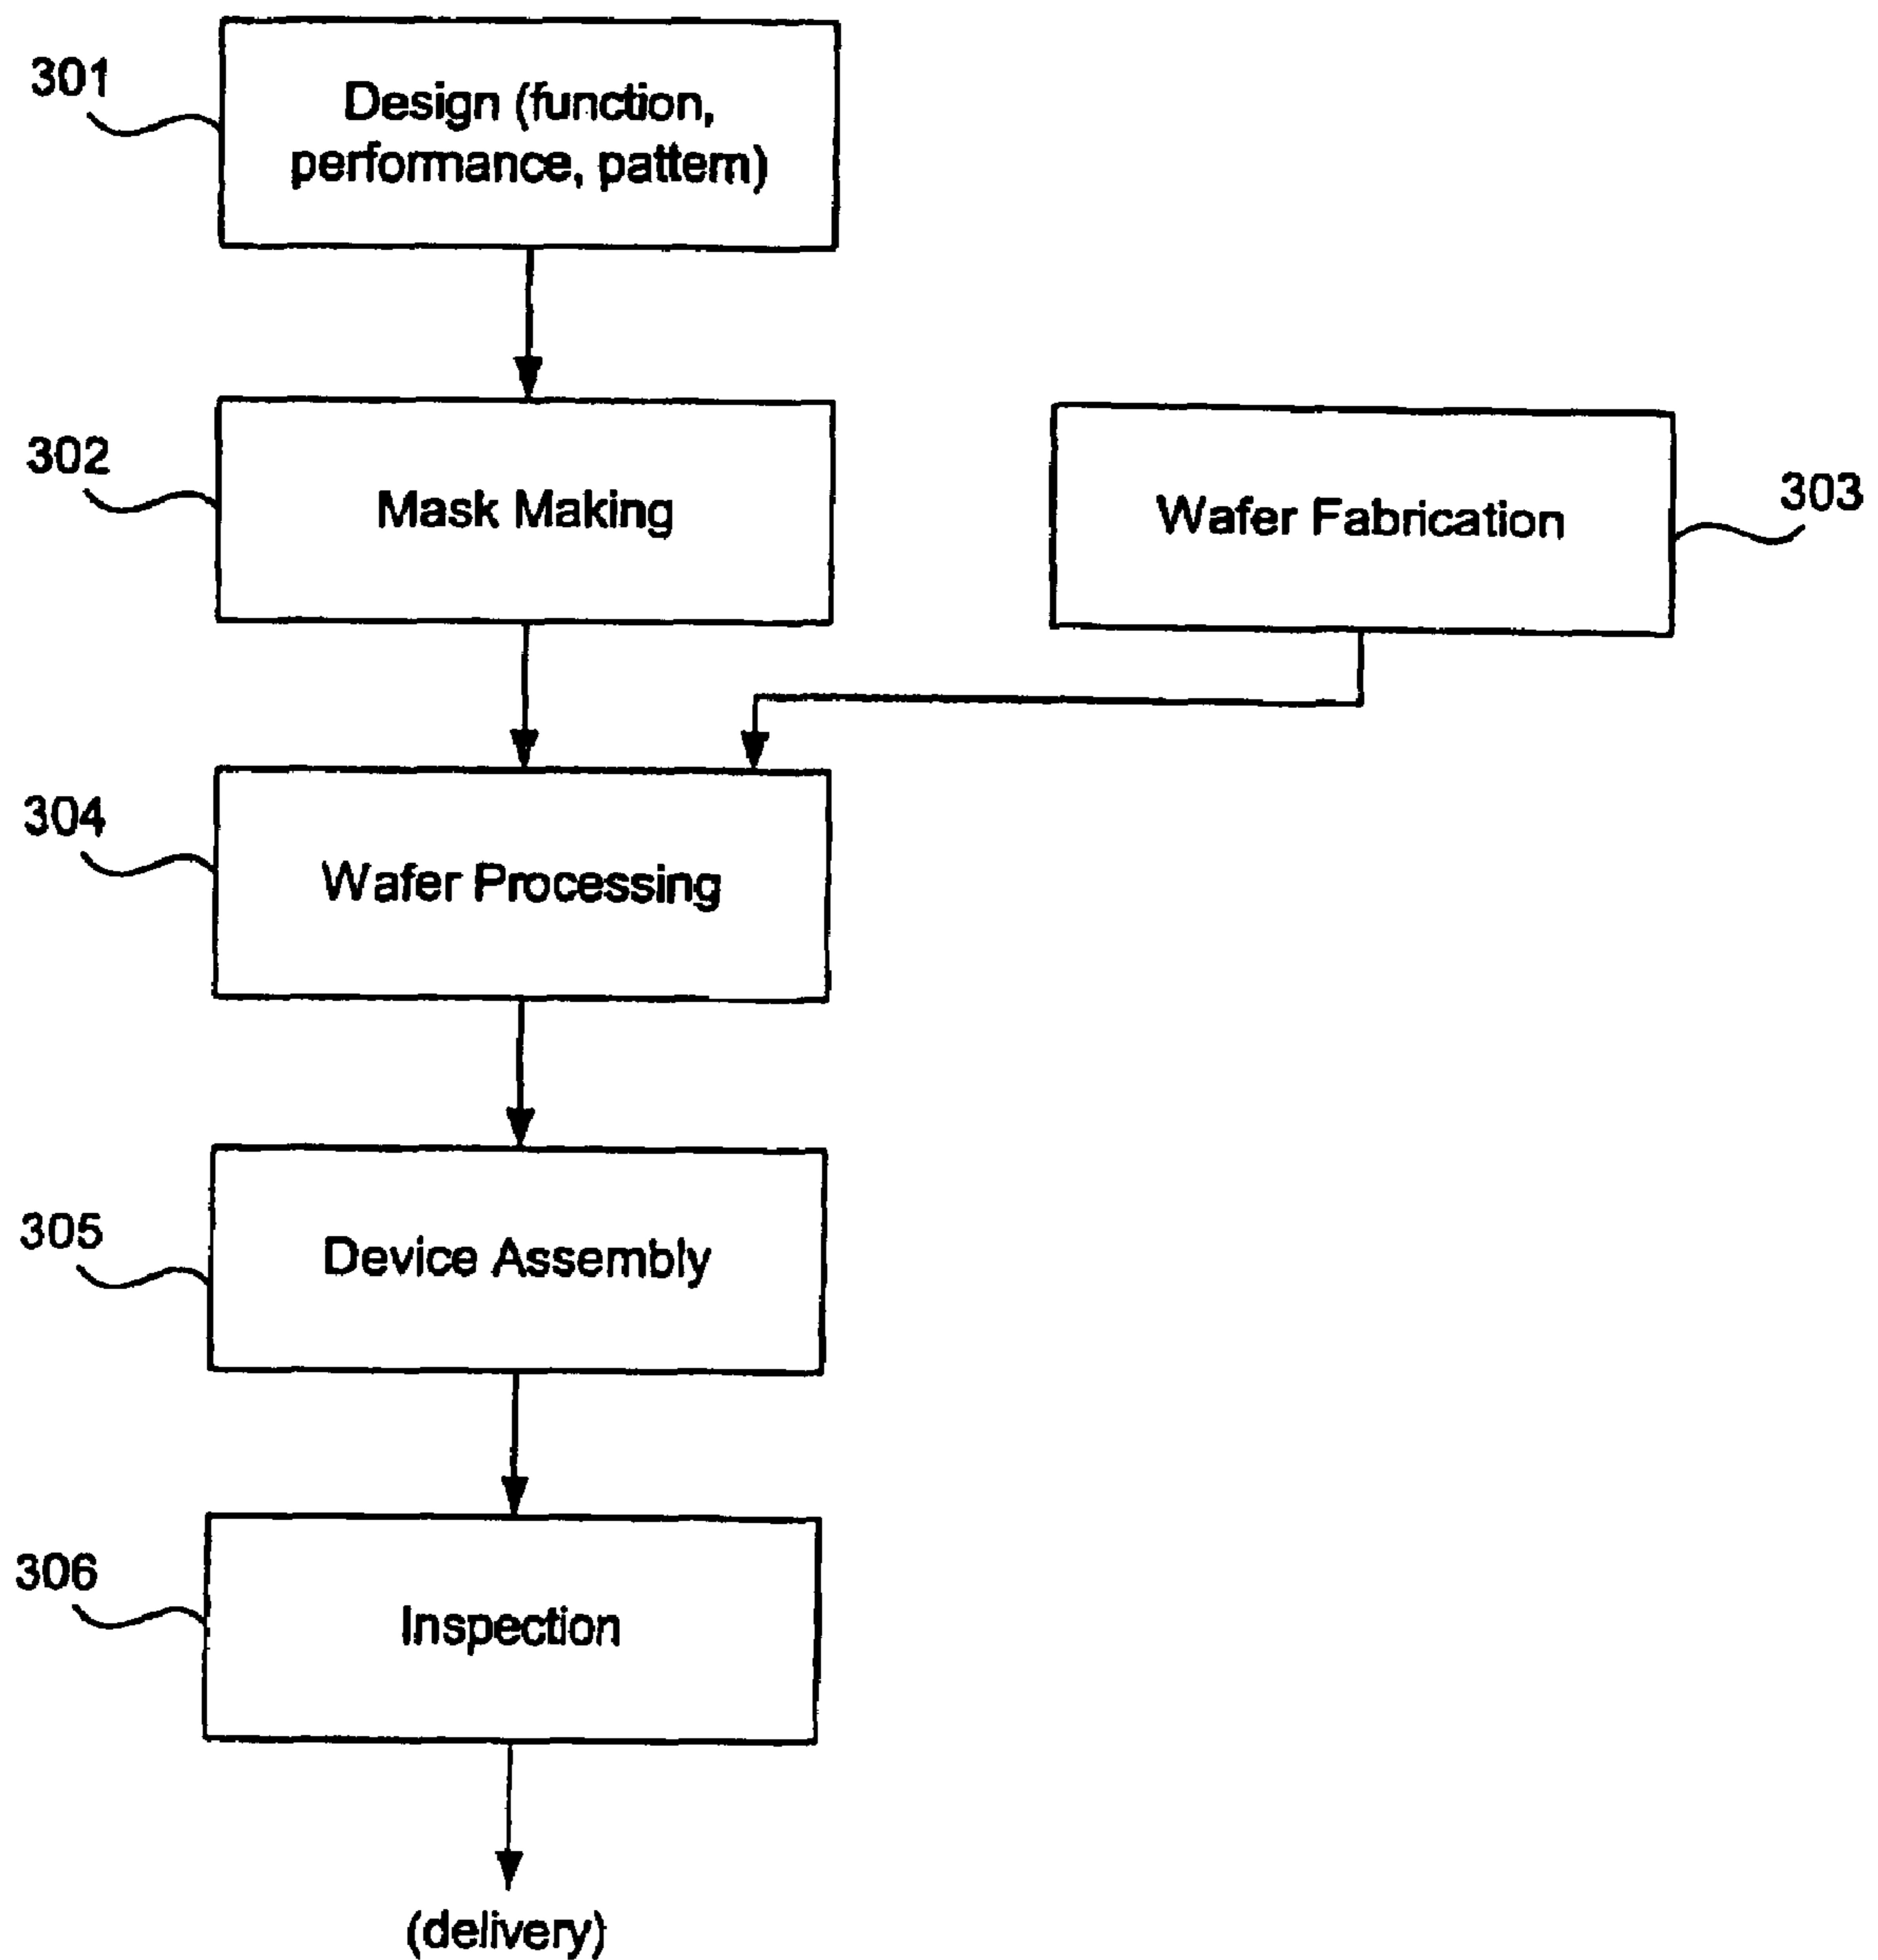 301
Design (function,
performance, pattern)
302
Mask Making
Wafer Fabrication
303
304
Wafer Processing
305
Device Assembly
306
Inspection
(delivery)